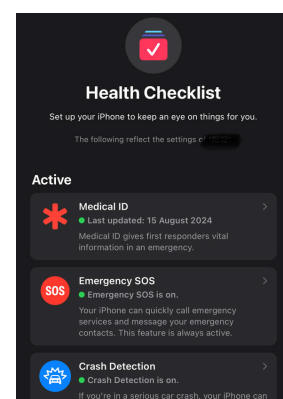 Health Checklist
Set up your iPhone to keep an eye on things for you.
The following reflect the settings of
Active
Medical ID
Last updated: 15 August 2024
Medical ID gives first responders vital
information in an emergency.
SOS
Emergency SOS
Emergency SOS is on.
Your iPhone can quickly call emergency
services and message your emergency
contacts. This feature is always active.
Crash Detection
Crash Detection is on.
If you're in a serious car crash, your iPhone can